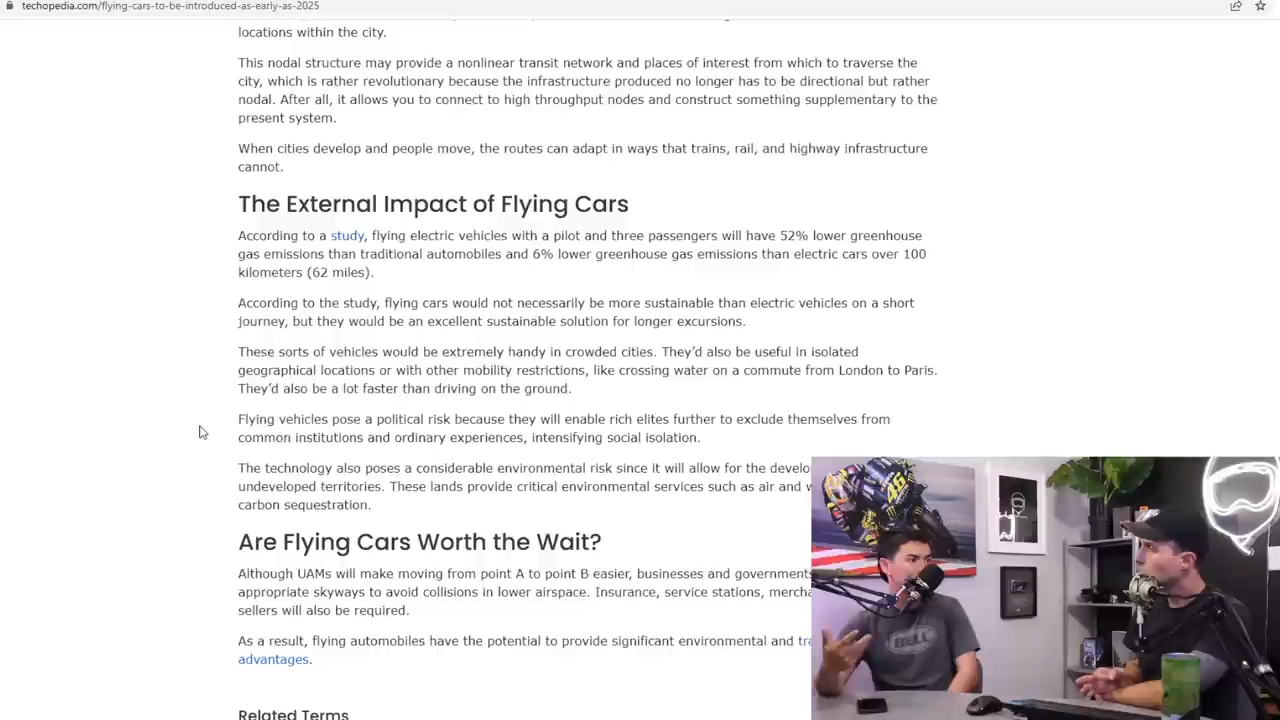 techopedia.com/flying-cars-to-be-introduced-as-early-as-2025
locations within the city.
This nodal structure may provide a nonlinear transit network and places of interest from which to traverse the
city, which is rather revolutionary because the infrastructure produced no longer has to be directional but rather
nodal. After all, it allows you to connect to high throughput nodes and construct something supplementary to the
present system.
When cities develop and people move, the routes can adapt in ways that trains, rail, and highway infrastructure
cannot.
The External Impact of Flying Cars
According to a study, flying electric vehicles with a pilot and three passengers will have 52% lower greenhouse
gas emissions than traditional automobiles and 6% lower greenhouse gas emissions than electric cars over 100
kilometers (62 miles).
According to the study, flying cars would not necessarily be more sustainable than electric vehicles on a short
journey, but they would be an excellent sustainable solution for longer excursions.
These sorts of vehicles would be extremely handy in crowded cities. They'd also be useful in isolated
geographical locations or with other mobility restrictions, like crossing water on a commute from London to Paris.
They'd also be a lot faster than driving on the ground.
Flying vehicles pose a political risk because they will enable rich elites further to exclude themselves from
common institutions and ordinary experiences, intensifying social isolation.
The technology also poses a considerable environmental risk since it will allow for the develo
undeveloped territories. These lands provide critical environmental services such as air and w
carbon sequestration.
Are Flying Cars Worth the Wait?
Although UAMs will make moving from point A to point B easier, businesses and governments
appropriate skyways to avoid collisions in lower airspace. Insurance, service stations, mercha
sellers will also be required.
As a result, flying automobiles have the potential to provide significant environmental and tra
advantages.
Related Terms
46
BELL